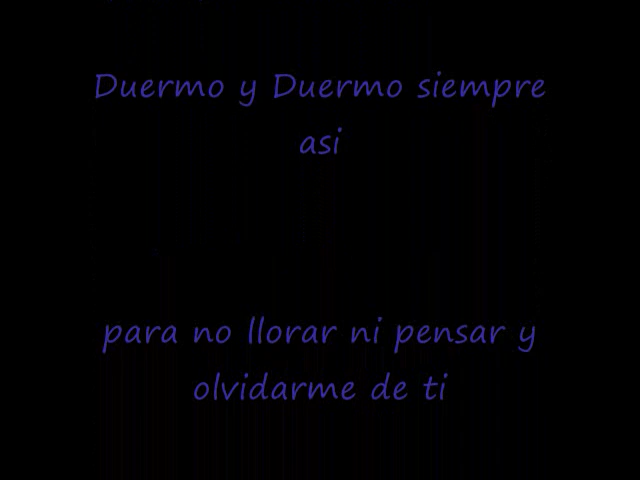 Duermo y Duermo siempre
asi
para no llorar ni pensar y
olvidarme de ti